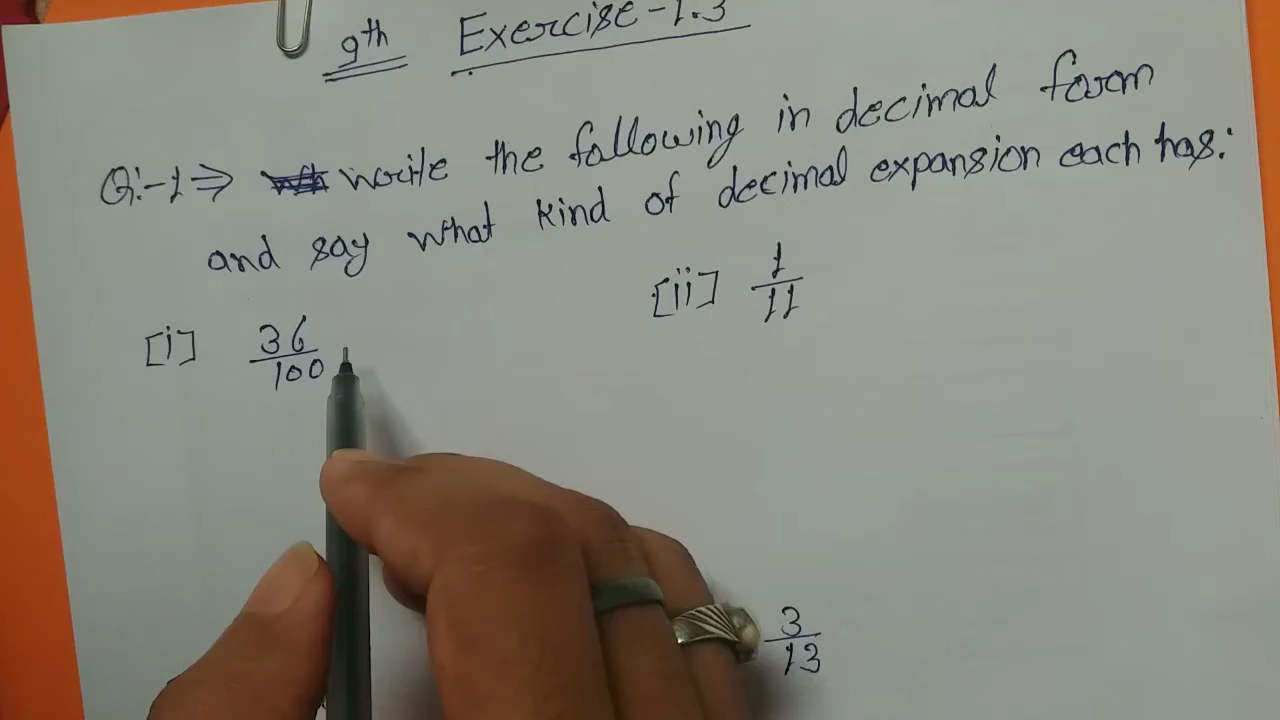 9th Exercise-1.3
Q:-1⇒ write the following in decimal form
and say what kind of decimal expansion each has:
[i] 36/100 [ii] 1/11
3/13